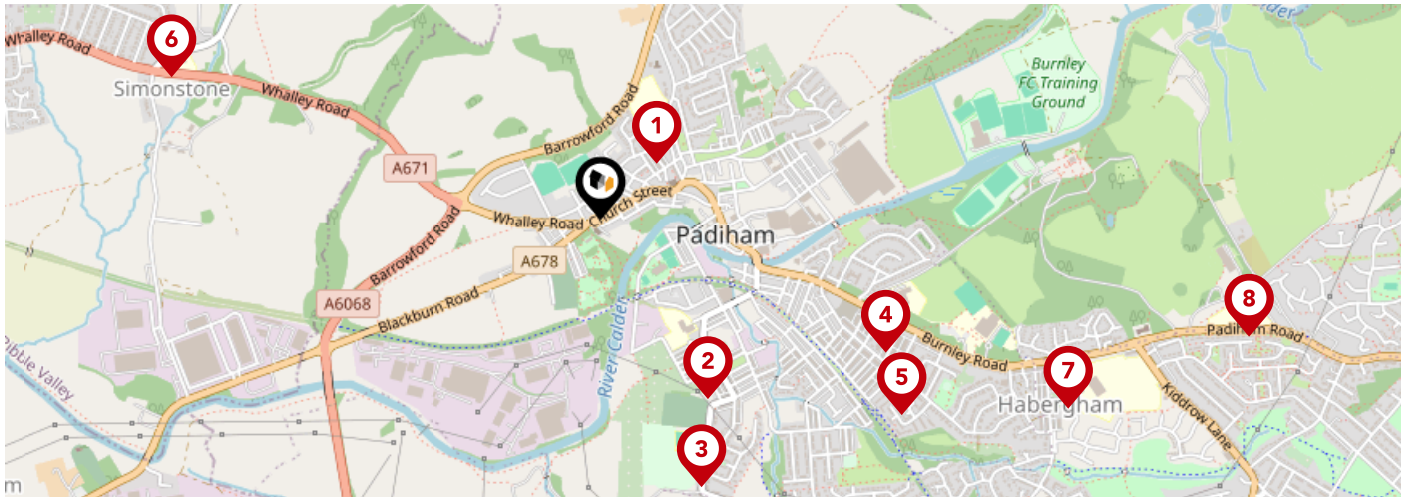 Whalley Road
6
Simonstone
Whalley Road
A671
Barrowford Road
1
Burnley
FC Training
Ground
Calder
Whalley Road
Church Street
Padiham
A678
Barrowford Road
A6068
Blackburn Road
River Calder
Ribble Valley
2
3
4
5
Burnley Road
7
Habergham
8
Padiham Road
Kiddrow Lane
m